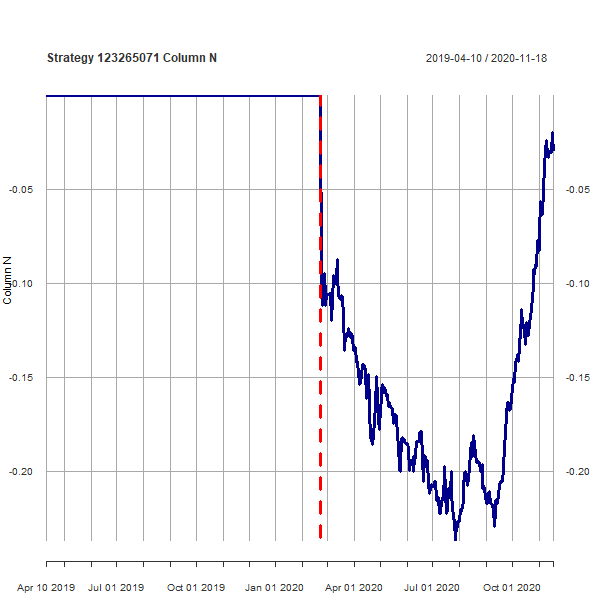 Strategy 123265071 Column N
2019-04-10 / 2020-11-18
Column N
-0.05
-0.05
-0.10
-0.10
-0.15
-0.15
-0.20
-0.20
Apr 10 2019
Jul 01 2019
Oct 01 2019
Jan 01 2020
Apr 01 2020
Jul 01 2020
Oct 01 2020